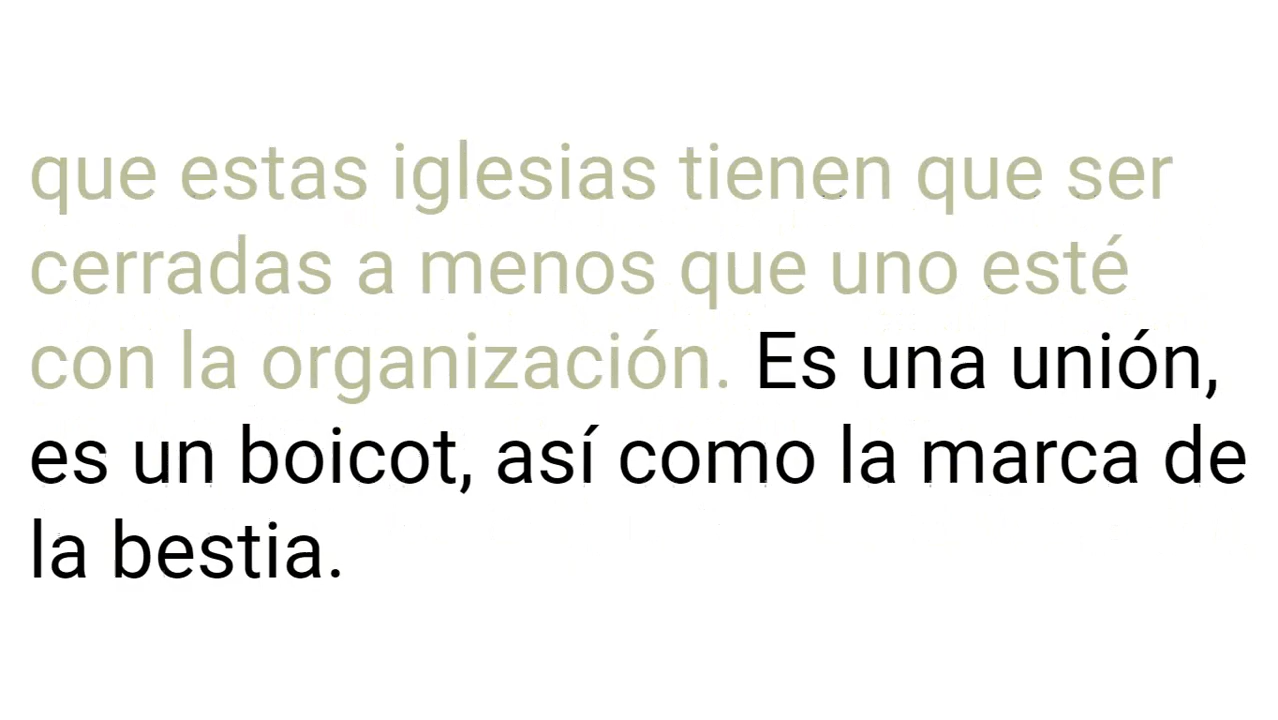 que estas iglesias tienen que ser
cerradas a menos que uno esté
con la organización. Es una unión,
es un boicot, así como la marca de
la bestia.